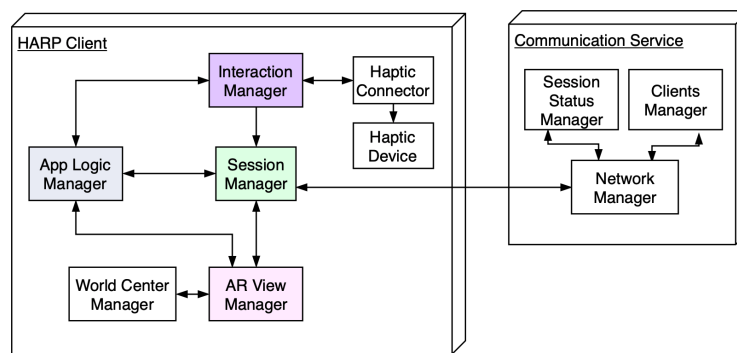 HARP Client
Interaction
Manager
Haptic
Connector
Haptic
Device
App Logic
Manager
Session
Manager
World Center
Manager
AR View
Manager
Communication Service
Session
Status
Manager
Clients
Manager
Network
Manager